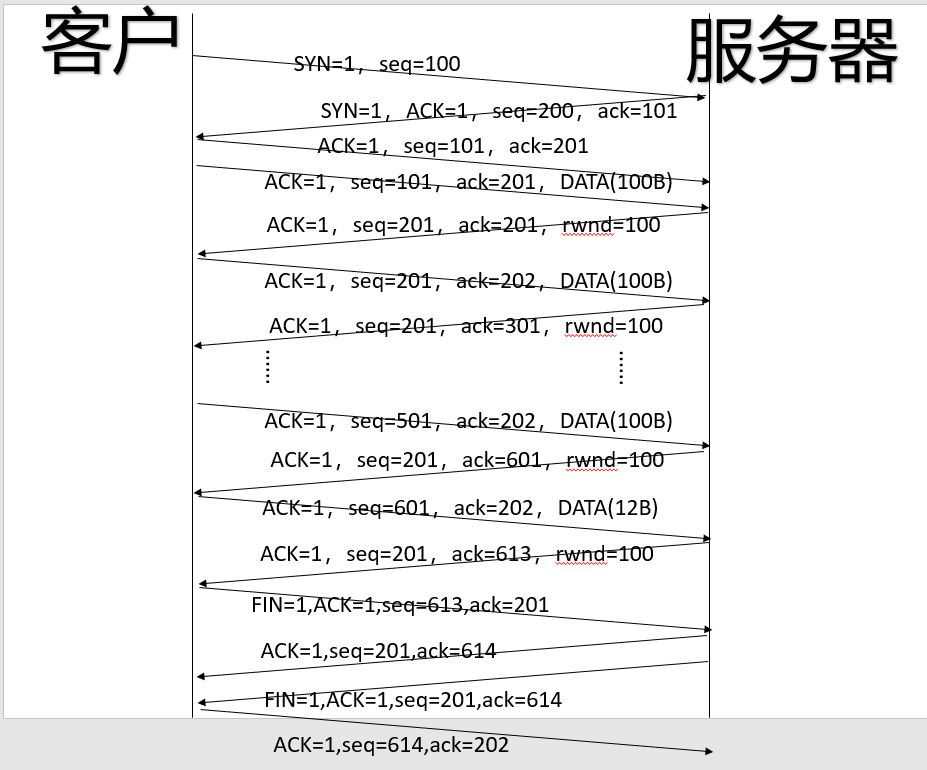 客户
服务器
SYN=1, seq=100
SYN=1, ACK=1, seq=200, ack=101
ACK=1, seq=101, ack=201
ACK=1, seq=101, ack=201, DATA(100B)
ACK=1, seq=201, ack=201, rwnd=100
ACK=1, seq=201, ack=202, DATA(100B)
ACK=1, seq=201, ack=301, rwnd=100
ACK=1, seq=501, ack=202, DATA(100B)
ACK=1, seq=201, ack=601, rwnd=100
ACK=1, seq=601, ack=202, DATA(12B)
ACK=1, seq=201, ack=613, rwnd=100
FIN=1,ACK=1,seq=613,ack=201
ACK=1,seq=201,ack=614
FIN=1,ACK=1,seq=201,ack=614
ACK=1,seq=614,ack=202